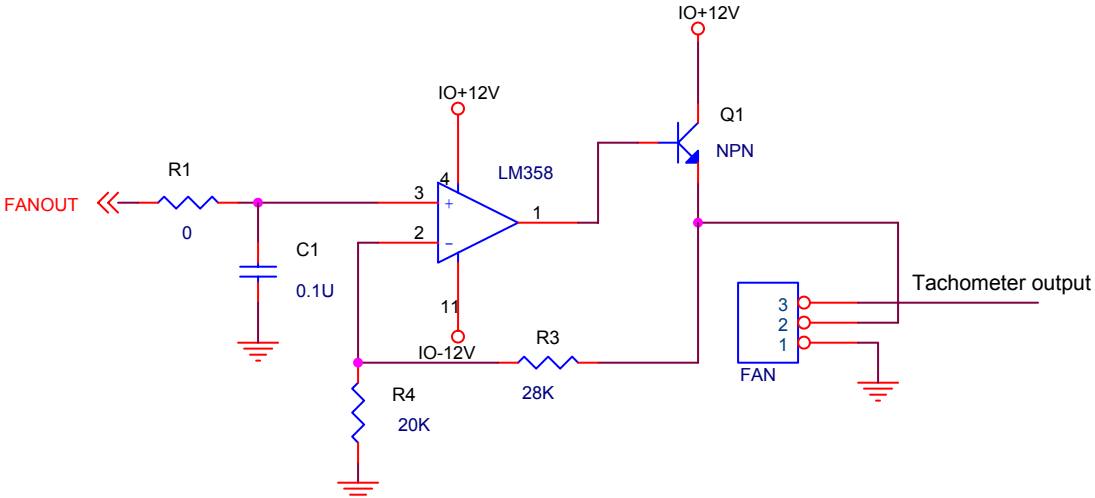 IO+12V
IO+12V
Q1
NPN
R1
4
LM358
3
+
FANOUT
1
0
2
-
C1
0.1U
Tachometer output
11
3
2
1
R3
IO-12V
FAN
28K
R4
20K